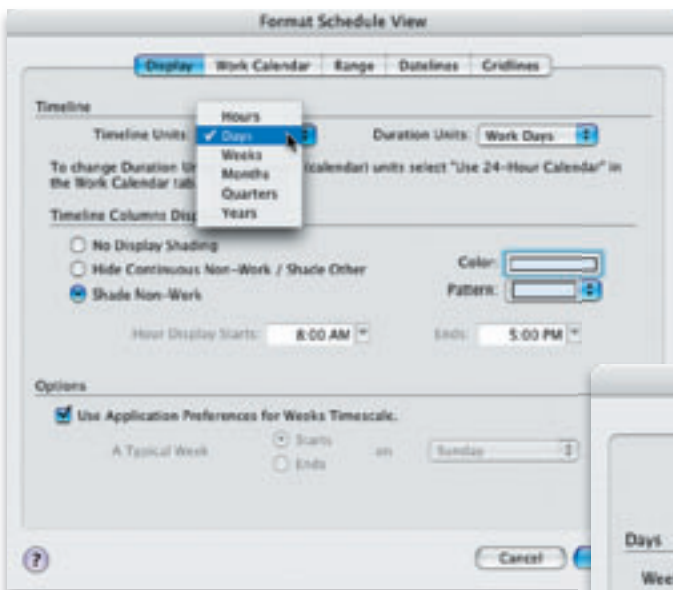 Format Schedule View
Display Work Calendar Range Datelines Gridlines
Timeline
Timeline Units:
Hours
✓ Days
Weeks
Months
Quarters
Years
Duration Units: Work Days
To change Duration (calendar) units select "Use 24-Hour Calendar" in
the Work Calendar
Timeline Columns
No Display Shading
Hide Continuous Non-Work / Shade Other
Shade Non-Work
Color:
Pattern:
Hour Display Starts: 8:00 AM Ends: 5:00 PM
Options
Use Application Preferences for Weeks Timescale.
A Typical Week Starts
Ends
on Sunday
? Cancel
Days